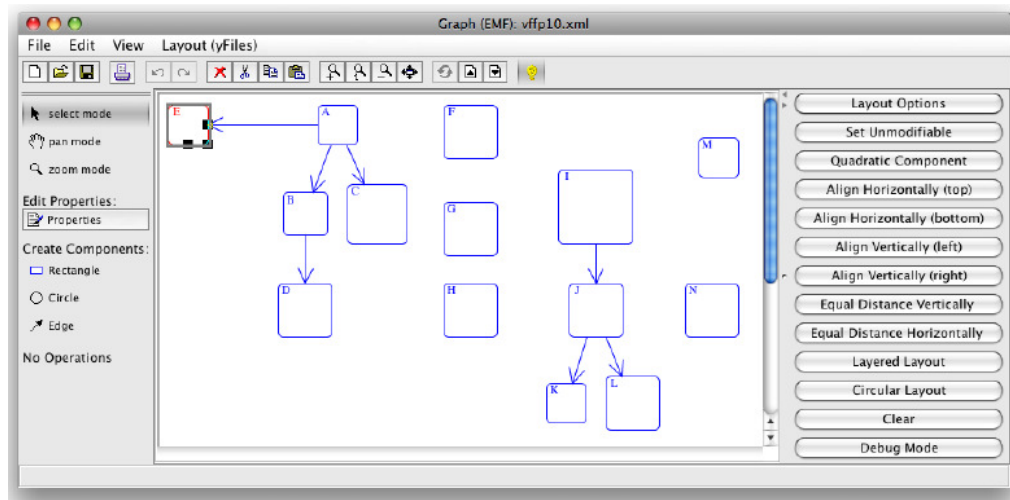 Graph (EMF): vffp10.xml
File Edit View Layout (yFiles)
select mode
pan mode
zoom mode
Edit Properties:
Properties
Create Components:
Rectangle
Circle
Edge
No Operations
E
A
F
M
I
B
C
G
D
H
J
N
K
L
Layout Options
Set Unmodifiable
Quadratic Component
Align Horizontally (top)
Align Horizontally (bottom)
Align Vertically (left)
Align Vertically (right)
Equal Distance Vertically
Equal Distance Horizontally
Layered Layout
Circular Layout
Clear
Debug Mode